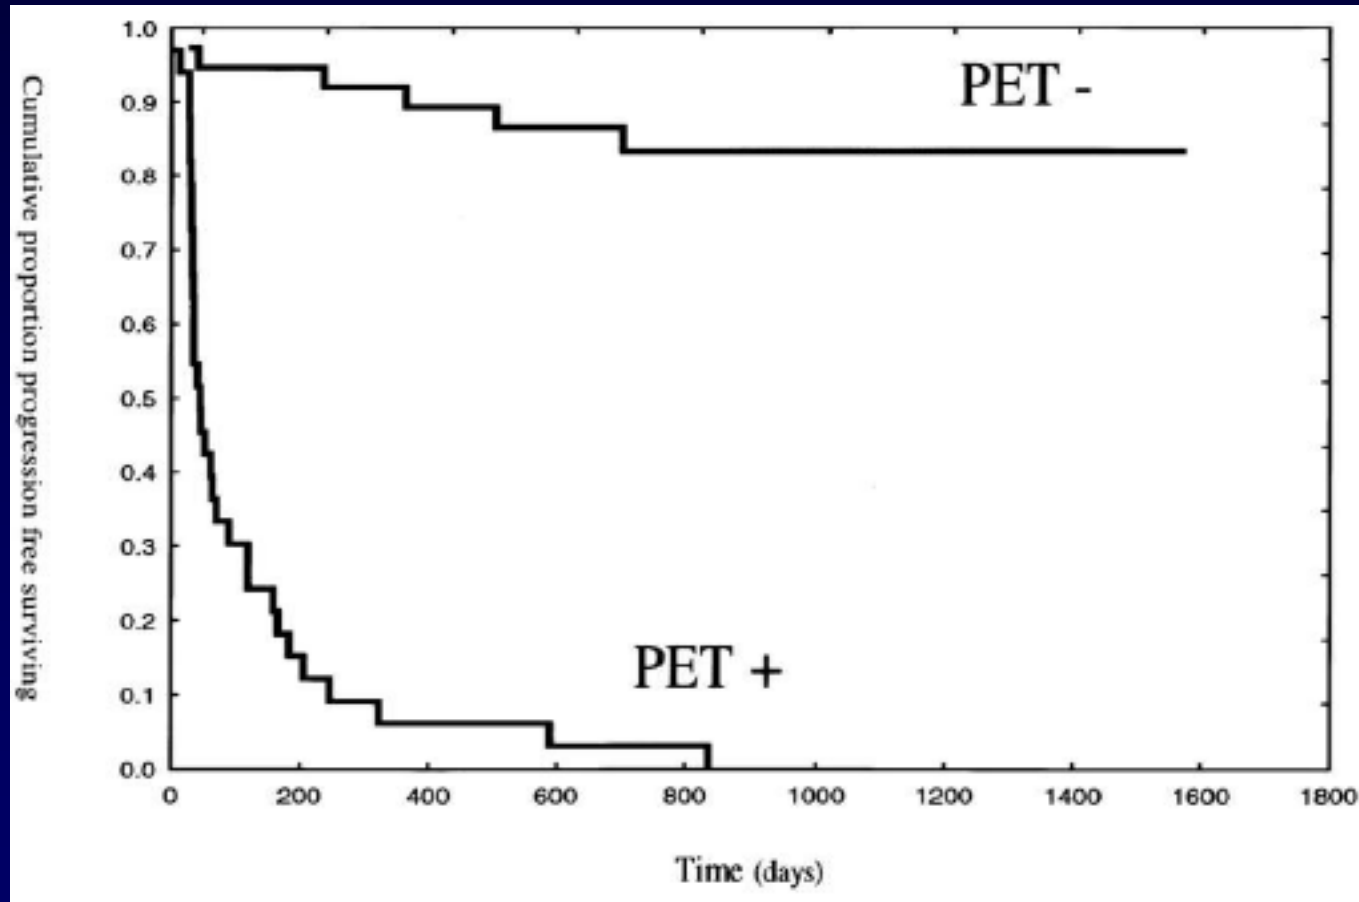 Cumulative proportion progression free surviving
1.0
0.9
0.8
0.7
0.6
0.5
0.4
0.3
0.2
0.1
0.0
PET -
PET +
0 200 400 600 800 1000 1200 1400 1600 1800
Time (days)